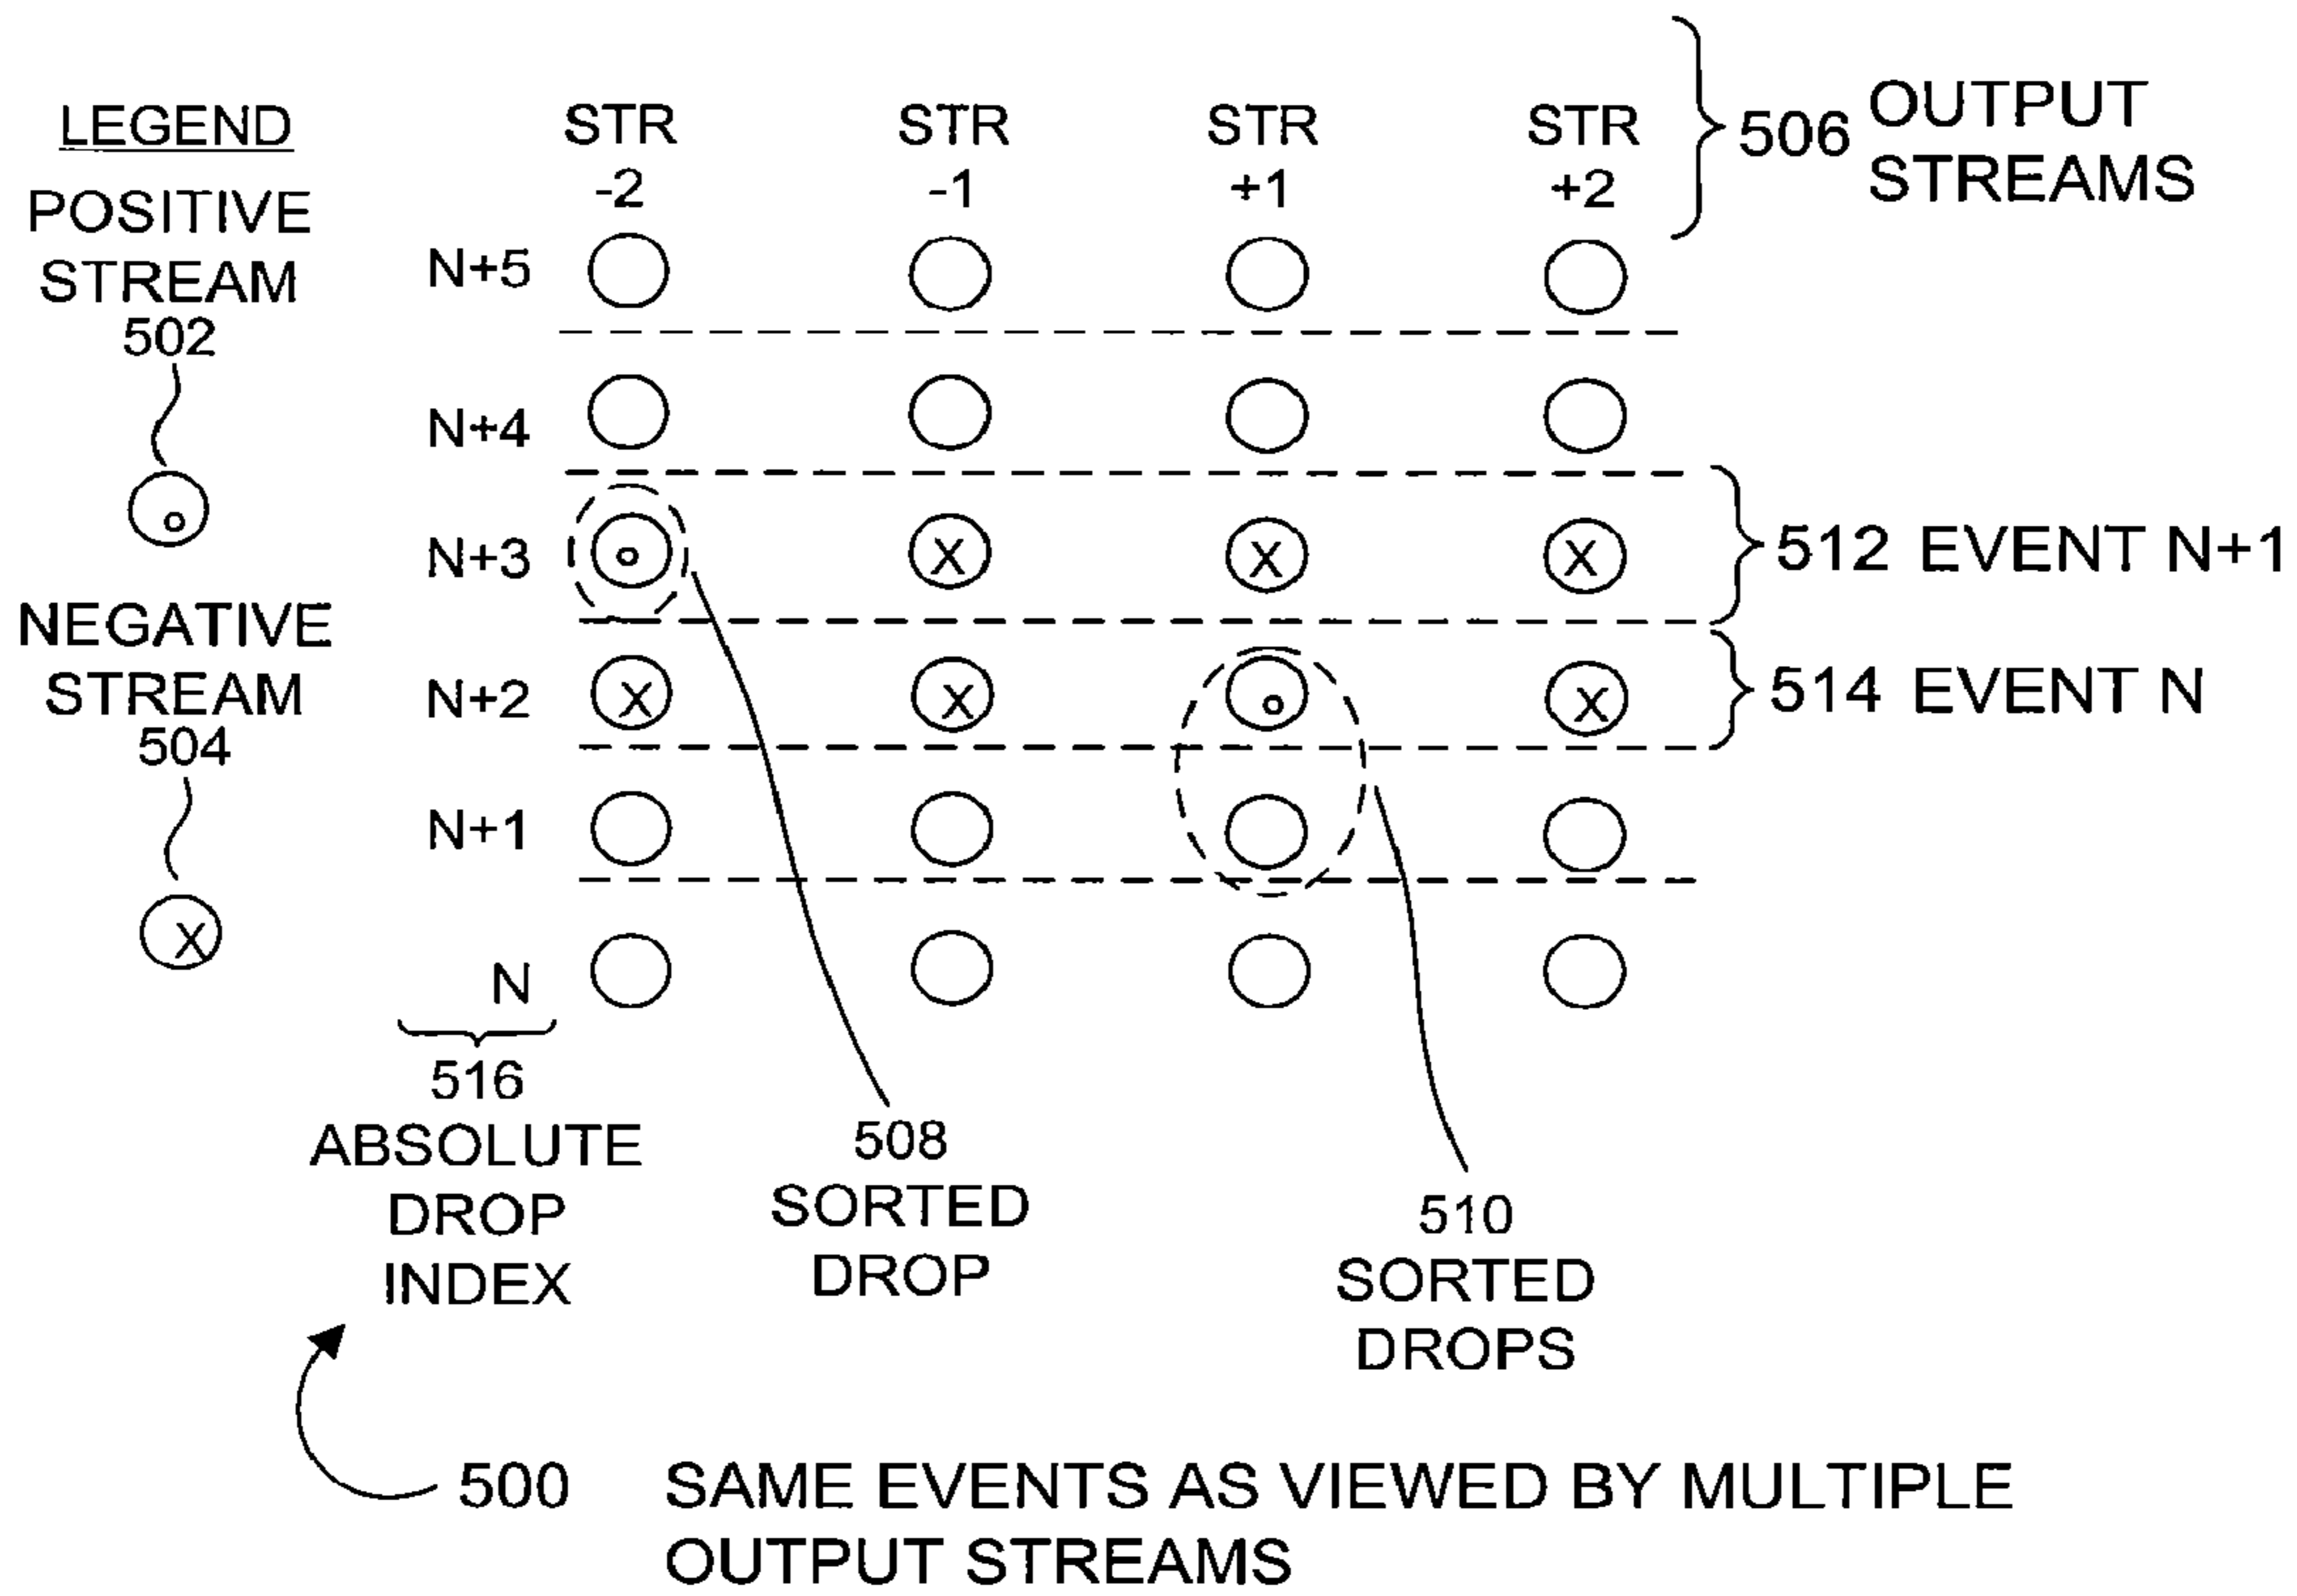 LEGEND
POSITIVE
STREAM
502
o
NEGATIVE
STREAM
504
X
STR STR STR STR
-2 -1 +1 +2
506 OUTPUT
STREAMS
N+5
N+4
N+3 o X X X
512 EVENT N+1
N+2 X X o X
514 EVENT N
N+1
N
516
ABSOLUTE
DROP
INDEX
508
SORTED
DROP
510
SORTED
DROPS
500 SAME EVENTS AS VIEWED BY MULTIPLE
OUTPUT STREAMS